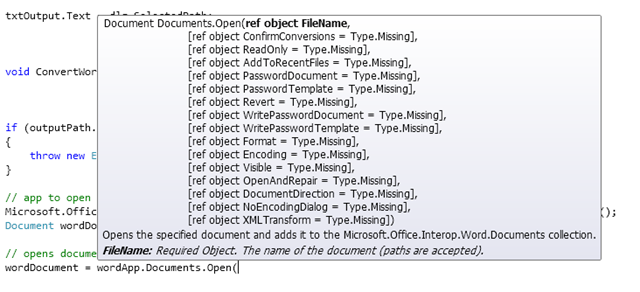 txtOutput.Text = dlg.SelectedPath;
Document Documents.Open(ref object FileName,
[ref object ConfirmConversions = Type.Missing],
[ref object ReadOnly = Type.Missing],
[ref object AddToRecentFiles = Type.Missing],
void ConvertWor
[ref object PasswordDocument = Type.Missing],
[ref object PasswordTemplate = Type.Missing],
[ref object Revert = Type.Missing],
[ref object WritePasswordDocument = Type.Missing],
if (outputPath.
[ref object WritePasswordTemplate = Type.Missing],
{
[ref object Format = Type.Missing],
throw new E
[ref object Encoding = Type.Missing],
}
[ref object Visible = Type.Missing],
[ref object OpenAndRepair = Type.Missing],
// app to open
[ref object DocumentDirection = Type.Missing],
Microsoft.Offic
[ref object NoEncodingDialog = Type.Missing],
();
Document wordDo
[ref object XMLTransform = Type.Missing])
Opens the specified document and adds it to the Microsoft.Office.Interop.Word.Documents collection.
// opens docume
FileName: Required Object. The name of the document (paths are accepted).
wordDocument = wordApp.Documents.Open(